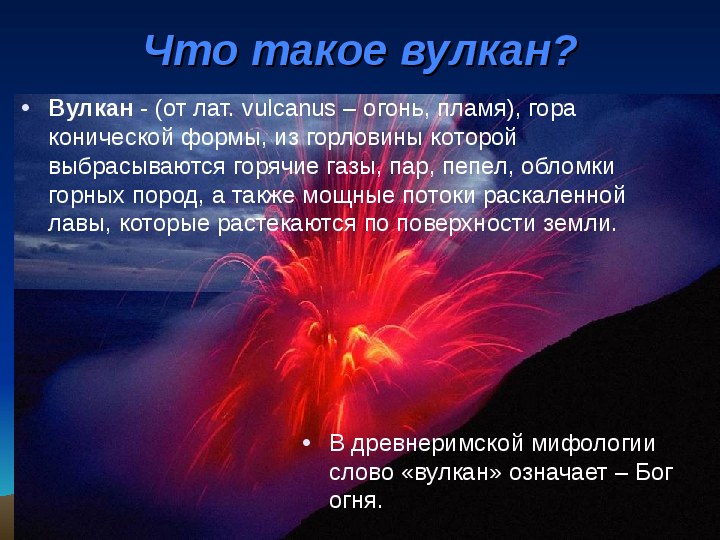 Что такое вулкан?
• Вулкан - (от лат. vulcanus – огонь, пламя), гора
конической формы, из горловины которой
выбрасываются горячие газы, пар, пепел, обломки
горных пород, а также мощные потоки раскаленной
лавы, которые растекаются по поверхности земли.
• В древнеримской мифологии
слово «вулкан» означает – Бог
огня.